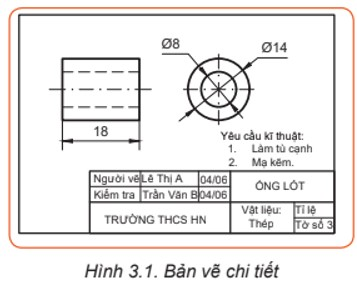 Ø8
Ø14
18
Yêu cầu kĩ thuật:
1. Làm tù cạnh
2. Mạ kẽm.
Người vẽ Lê Thị A 04/06
Kiểm tra Trần Văn B 04/06
ỐNG LÓT
TRƯỜNG THCS HN
Vật liệu:
Thép
Tỉ lệ
Tờ số 3
Hình 3.1. Bản vẽ chi tiết